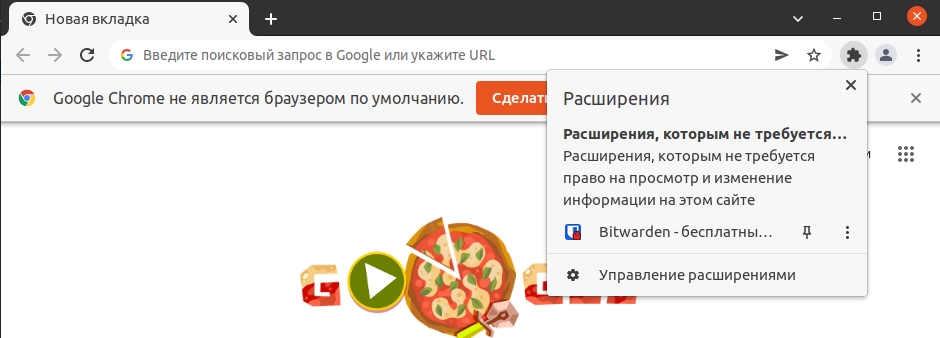 Новая вкладка
Введите поисковый запрос в Google или укажите URL
Google Chrome не является браузером по умолчанию.
Сделать
Расширения
Расширения, которым не требуется...
Расширения, которым не требуется
право на просмотр и изменение
информации на этом сайте
Bitwarden - бесплатны...
Управление расширениями